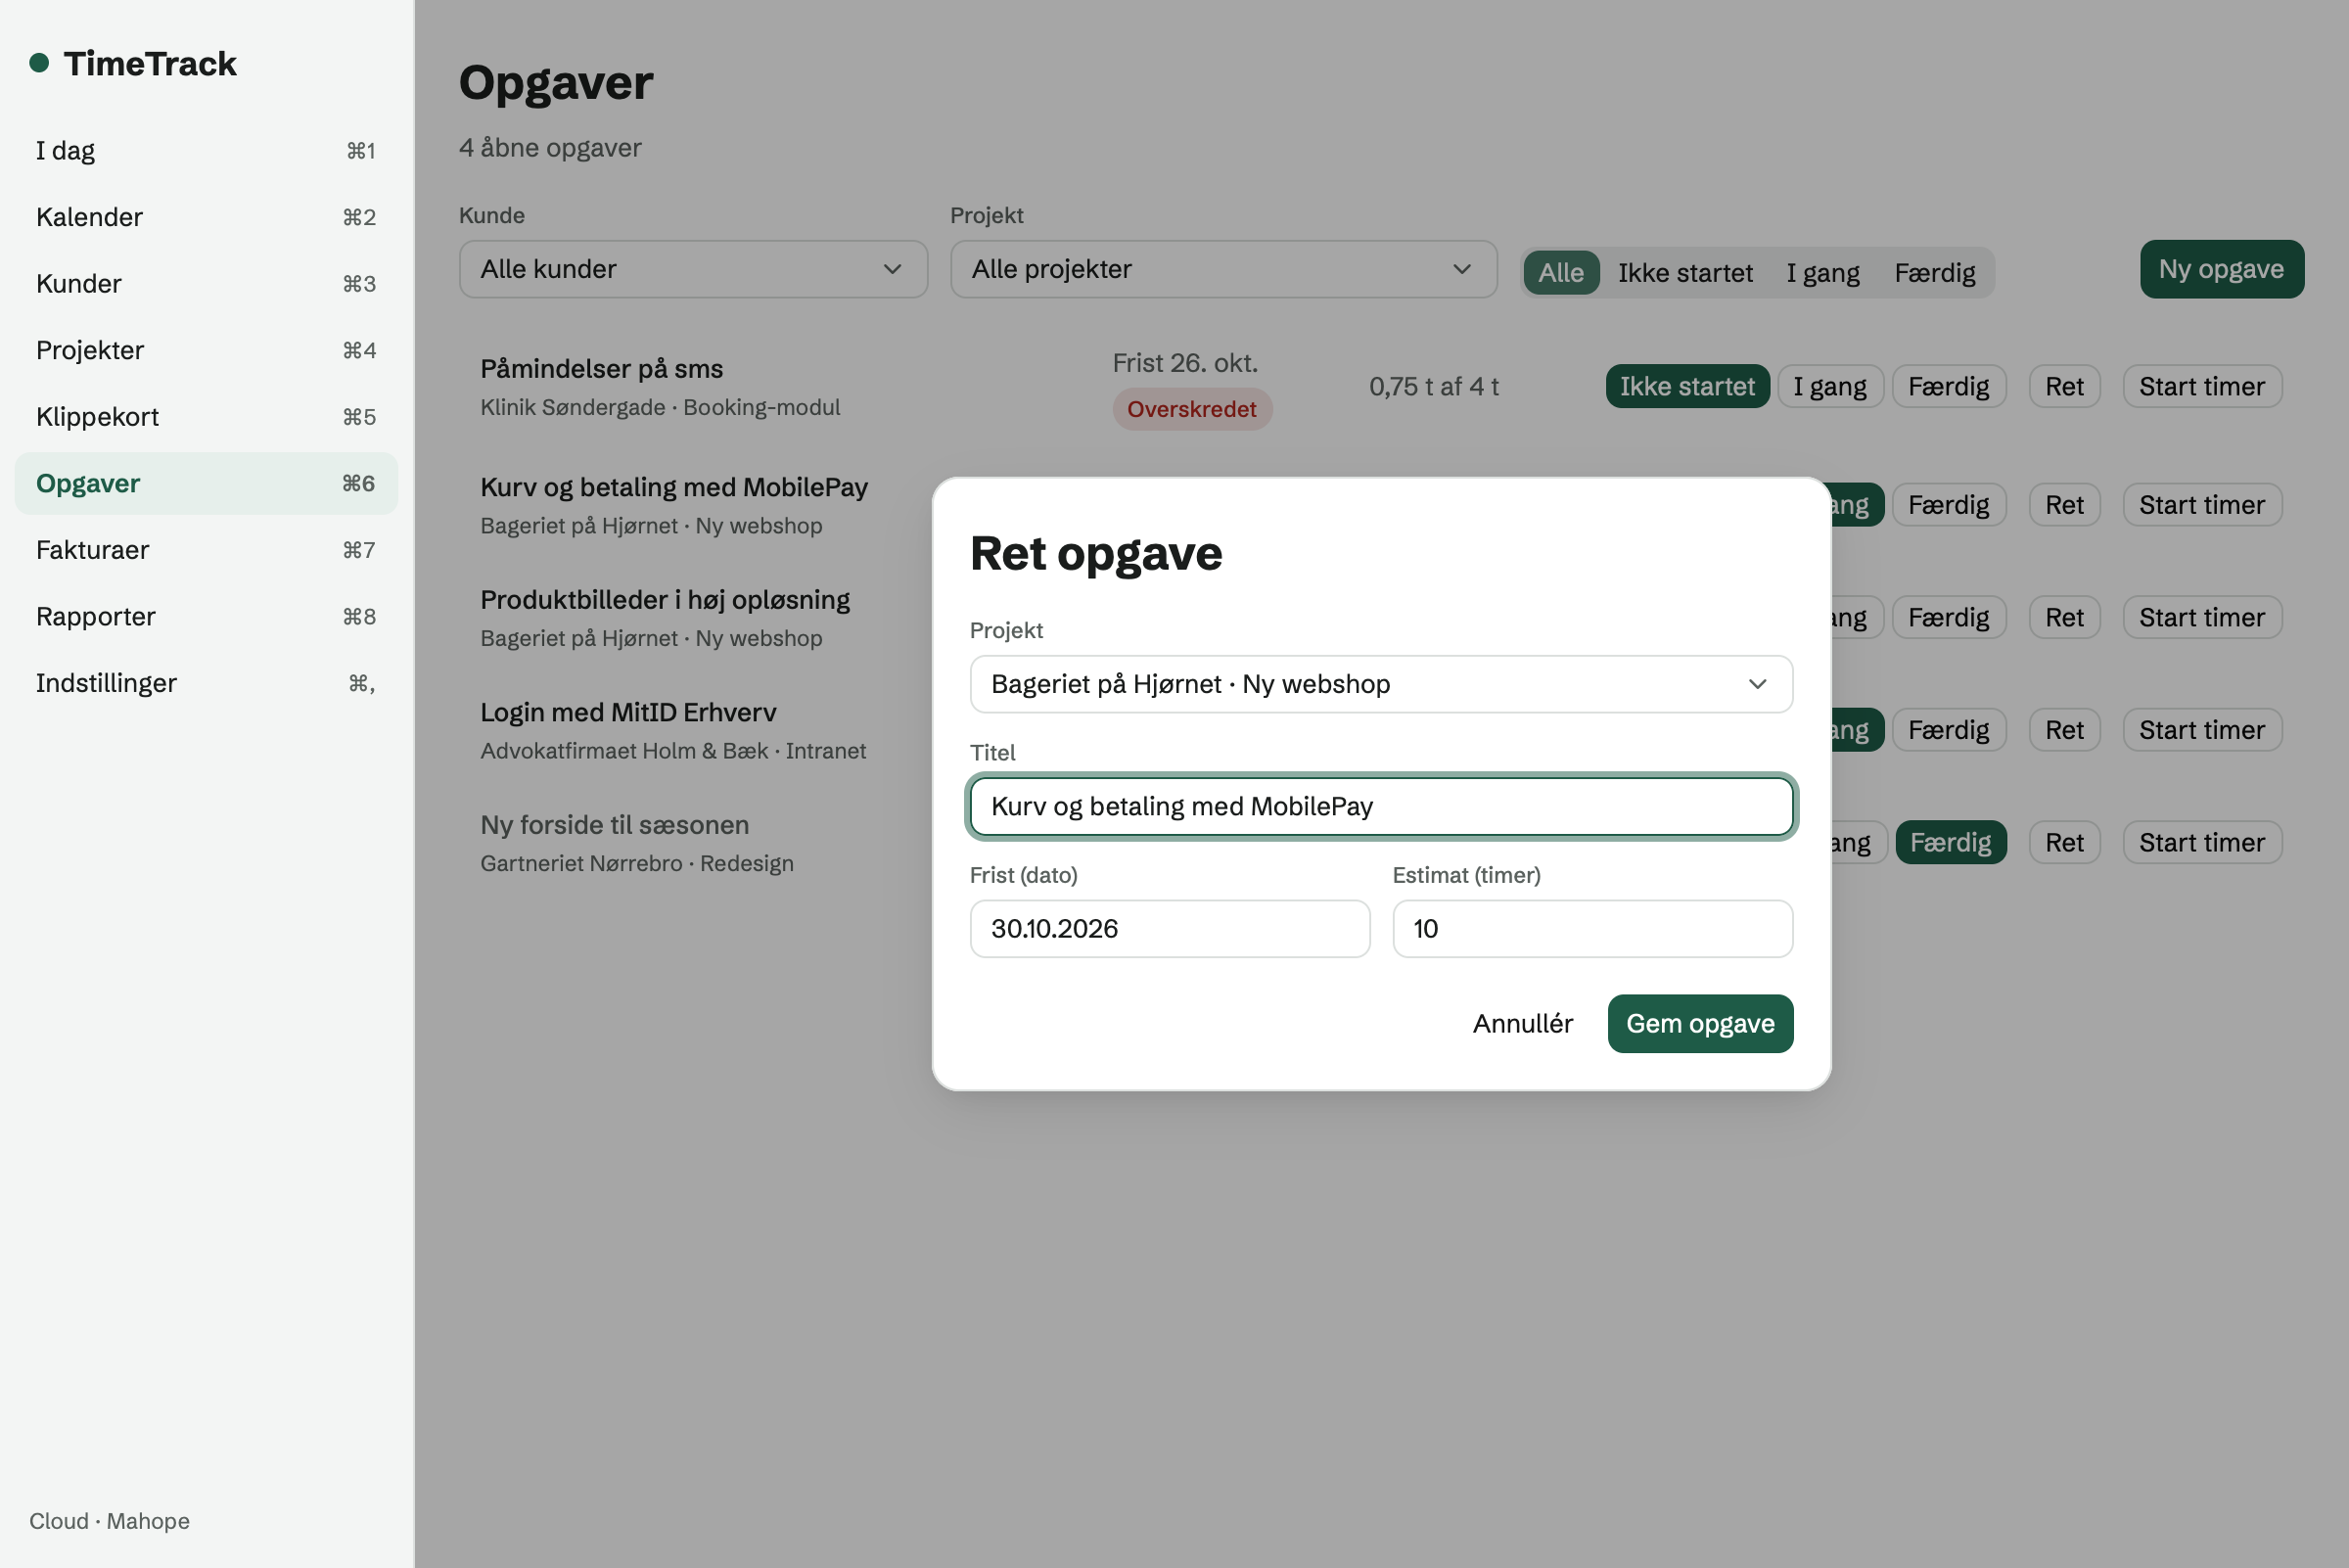 TimeTrack
I dag ⌘1
Kalender ⌘2
Kunder ⌘3
Projekter ⌘4
Klippekort ⌘5
Opgaver ⌘6
Fakturaer ⌘7
Rapporter ⌘8
Indstillinger ⌘,
Cloud · Mahope
Opgaver
4 åbne opgaver
Kunde Projekt
Alle kunder Alle projekter Alle Ikke startet I gang Færdig Ny opgave
Påmindelser på sms
Klinik Søndergade · Booking-modul
Frist 26. okt.
Overskredet
0,75 t af 4 t
Ikke startet I gang Færdig Ret Start timer
Kurv og betaling med MobilePay
Bageriet på Hjørnet · Ny webshop
Færdig Ret Start timer
Produktbilleder i høj opløsning
Bageriet på Hjørnet · Ny webshop
Færdig Ret Start timer
Login med MitID Erhverv
Advokatfirmaet Holm & Bæk · Intranet
Færdig Ret Start timer
Ny forside til sæsonen
Gartneriet Nørrebro · Redesign
Færdig Ret Start timer
Ret opgave
Projekt
Bageriet på Hjørnet · Ny webshop
Titel
Kurv og betaling med MobilePay
Frist (dato) Estimat (timer)
30.10.2026 10
Annullér Gem opgave